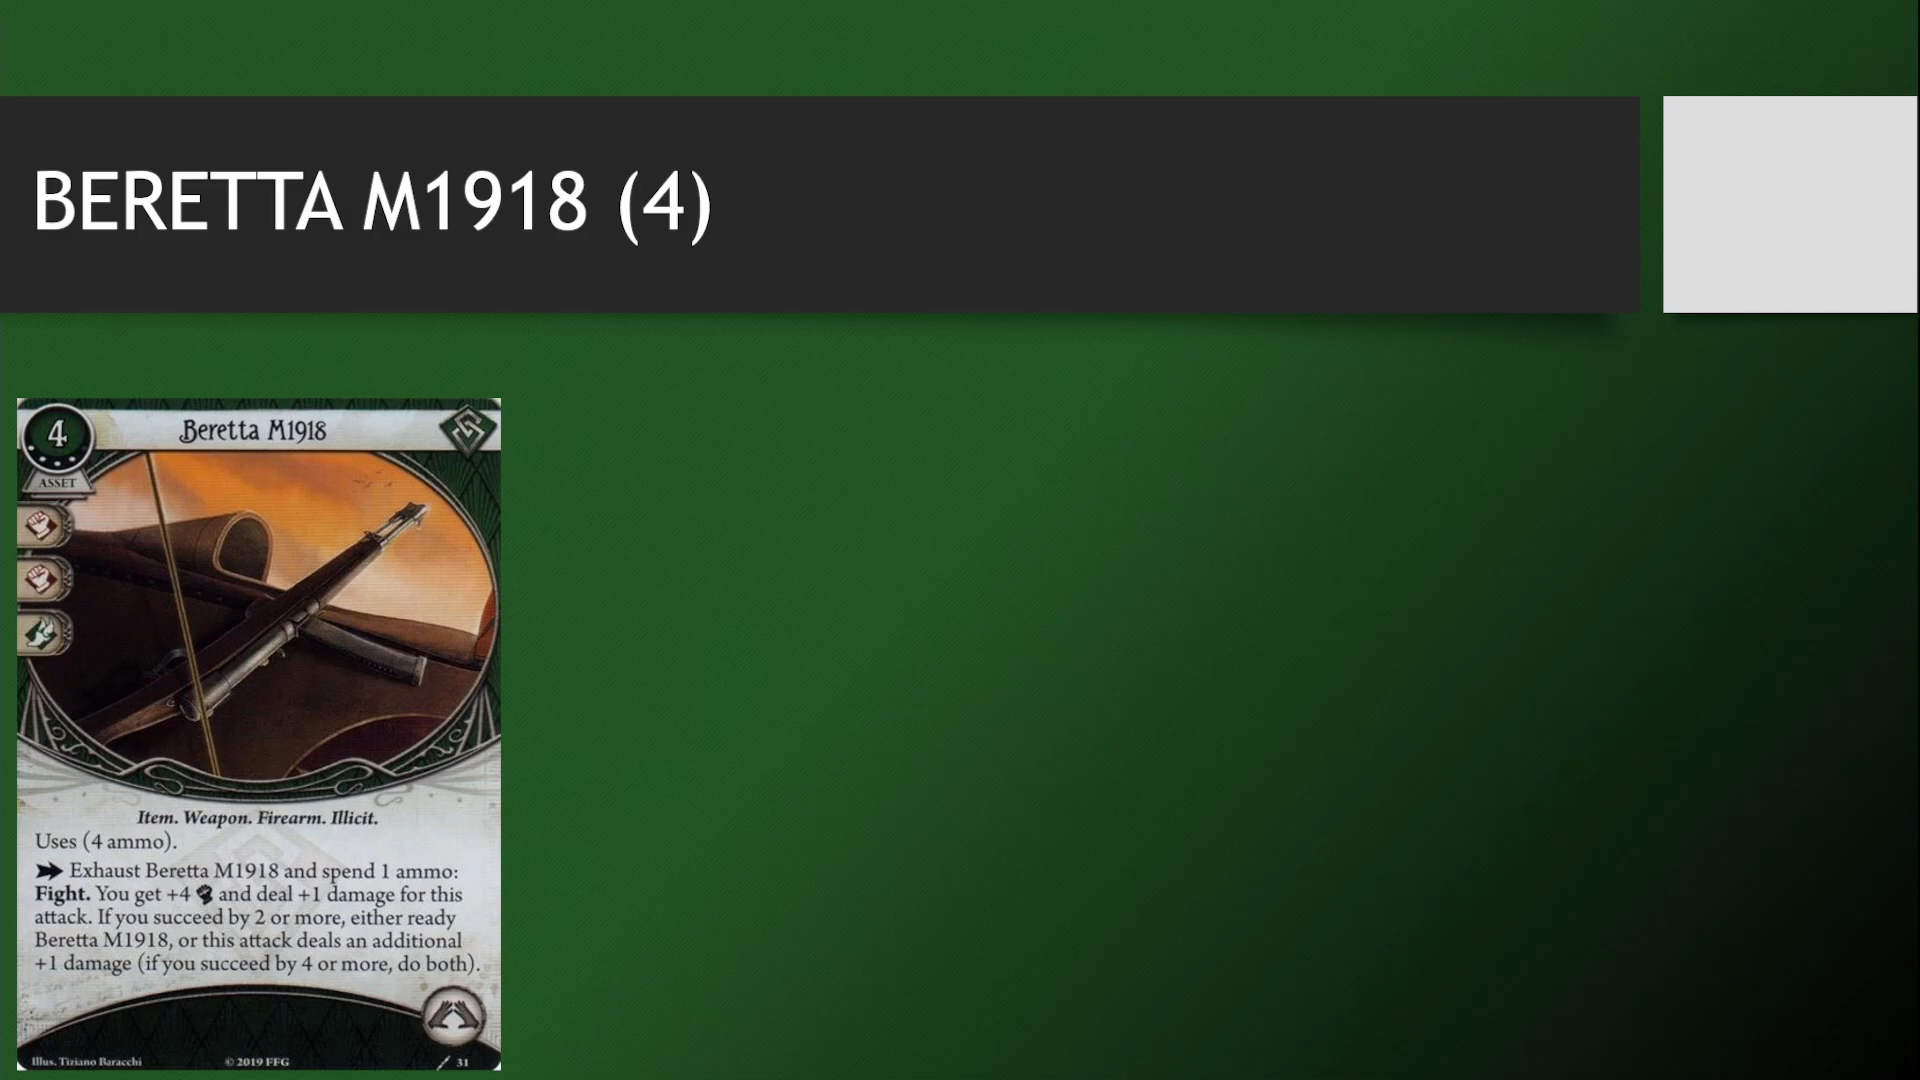 BERETTA M1918 (4)
4
Beretta M1918
ASSET
Item. Weapon. Firearm. Illicit.
Uses (4 ammo).
Exhaust Beretta M1918 and spend 1 ammo:
Fight. You get +4 and deal +1 damage for this
attack. If you succeed by 2 or more, either ready
Beretta M1918, or this attack deals an additional
+1 damage (if you succeed by 4 or more, do both).
Illus. Tiziano Baracchi
© 2019 FFG
31